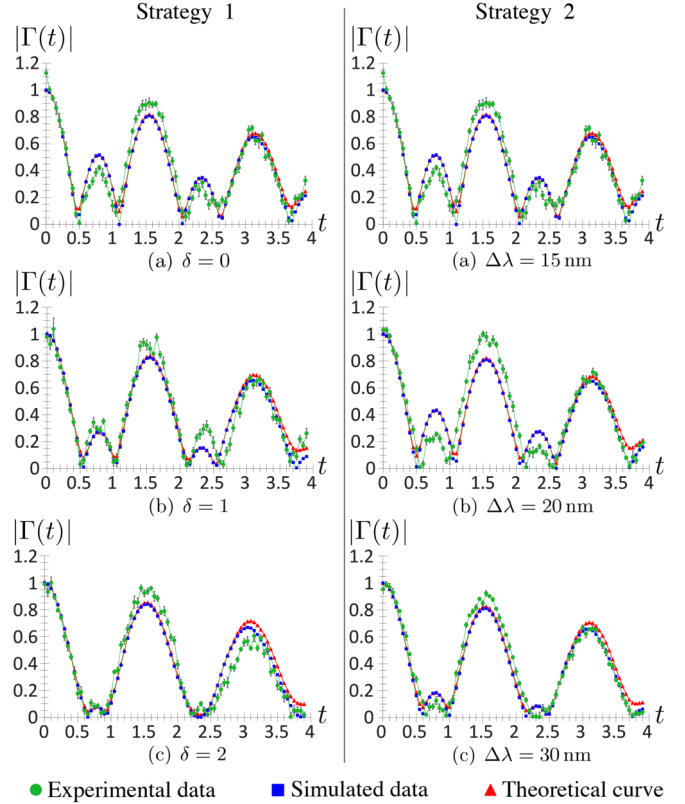 Strategy 1
Strategy 2
|Γ(t)|
|Γ(t)|
1.2
1
0.8
0.6
0.4
0.2
0
0 0.5 1 1.5 2 2.5 3 3.5 4 t
(a) δ = 0
1.2
1
0.8
0.6
0.4
0.2
0
0 0.5 1 1.5 2 2.5 3 3.5 4 t
(a) Δλ = 15 nm
|Γ(t)|
|Γ(t)|
1.2
1
0.8
0.6
0.4
0.2
0
0 0.5 1 1.5 2 2.5 3 3.5 4 t
(b) δ = 1
1.2
1
0.8
0.6
0.4
0.2
0
0 0.5 1 1.5 2 2.5 3 3.5 4 t
(b) Δλ = 20 nm
|Γ(t)|
|Γ(t)|
1.2
1
0.8
0.6
0.4
0.2
0
0 0.5 1 1.5 2 2.5 3 3.5 4 t
(c) δ = 2
1.2
1
0.8
0.6
0.4
0.2
0
0 0.5 1 1.5 2 2.5 3 3.5 4 t
(c) Δλ = 30 nm
Experimental data Simulated data Theoretical curve